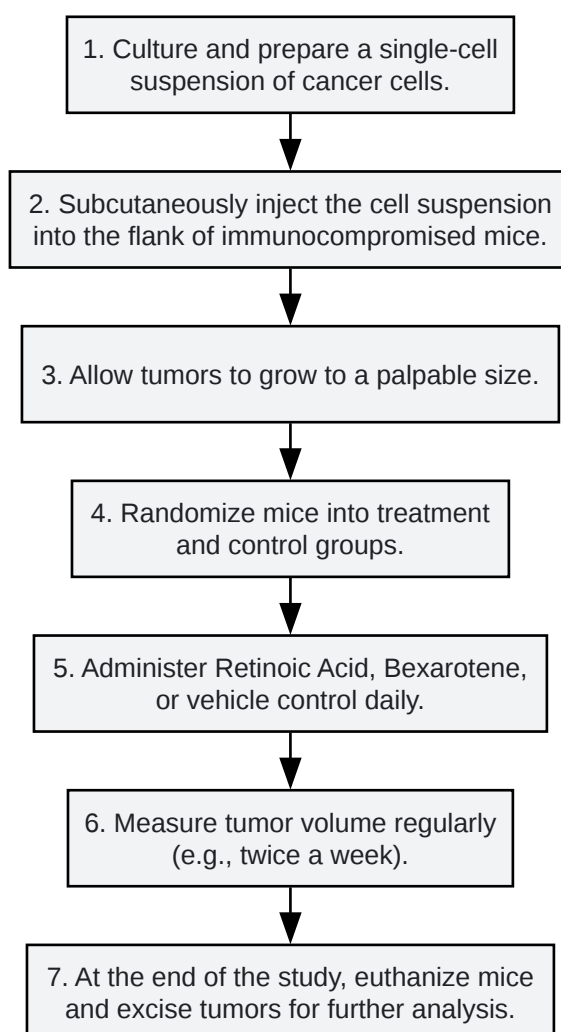 1. Culture and prepare a single-cell
suspension of cancer cells.
2. Subcutaneously inject the cell suspension
into the flank of immunocompromised mice.
3. Allow tumors to grow to a palpable size.
4. Randomize mice into treatment
and control groups.
5. Administer Retinoic Acid, Bexarotene,
or vehicle control daily.
6. Measure tumor volume regularly
(e.g., twice a week).
7. At the end of the study, euthanize mice
and excise tumors for further analysis.